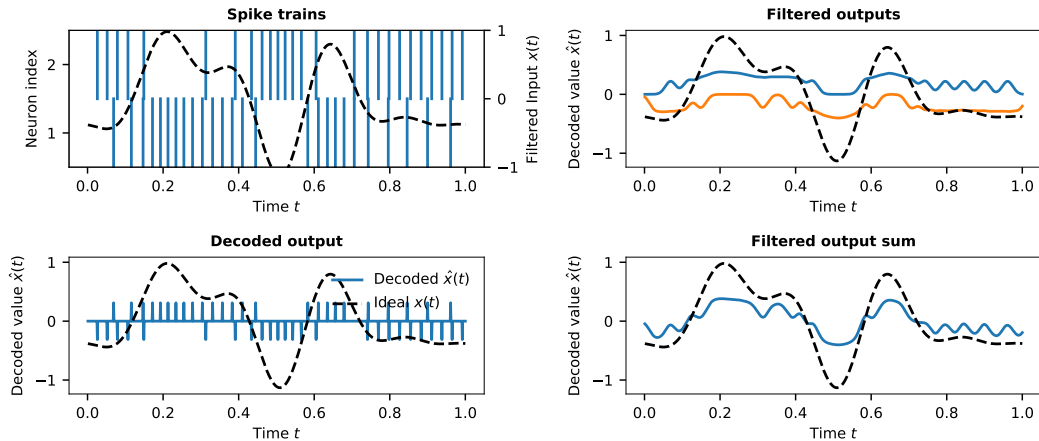 Spike trains
Neuron index
2
1
1
0
−1
Filtered Input x(t)
0.0 0.2 0.4 0.6 0.8 1.0
Time t
Filtered outputs
Decoded value x̂(t)
1
0
−1
0.0 0.2 0.4 0.6 0.8 1.0
Time t
Decoded output
Decoded value x̂(t)
1
0
−1
Decoded x̂(t)
Ideal x(t)
0.0 0.2 0.4 0.6 0.8 1.0
Time t
Filtered output sum
Decoded value x̂(t)
1
0
−1
0.0 0.2 0.4 0.6 0.8 1.0
Time t